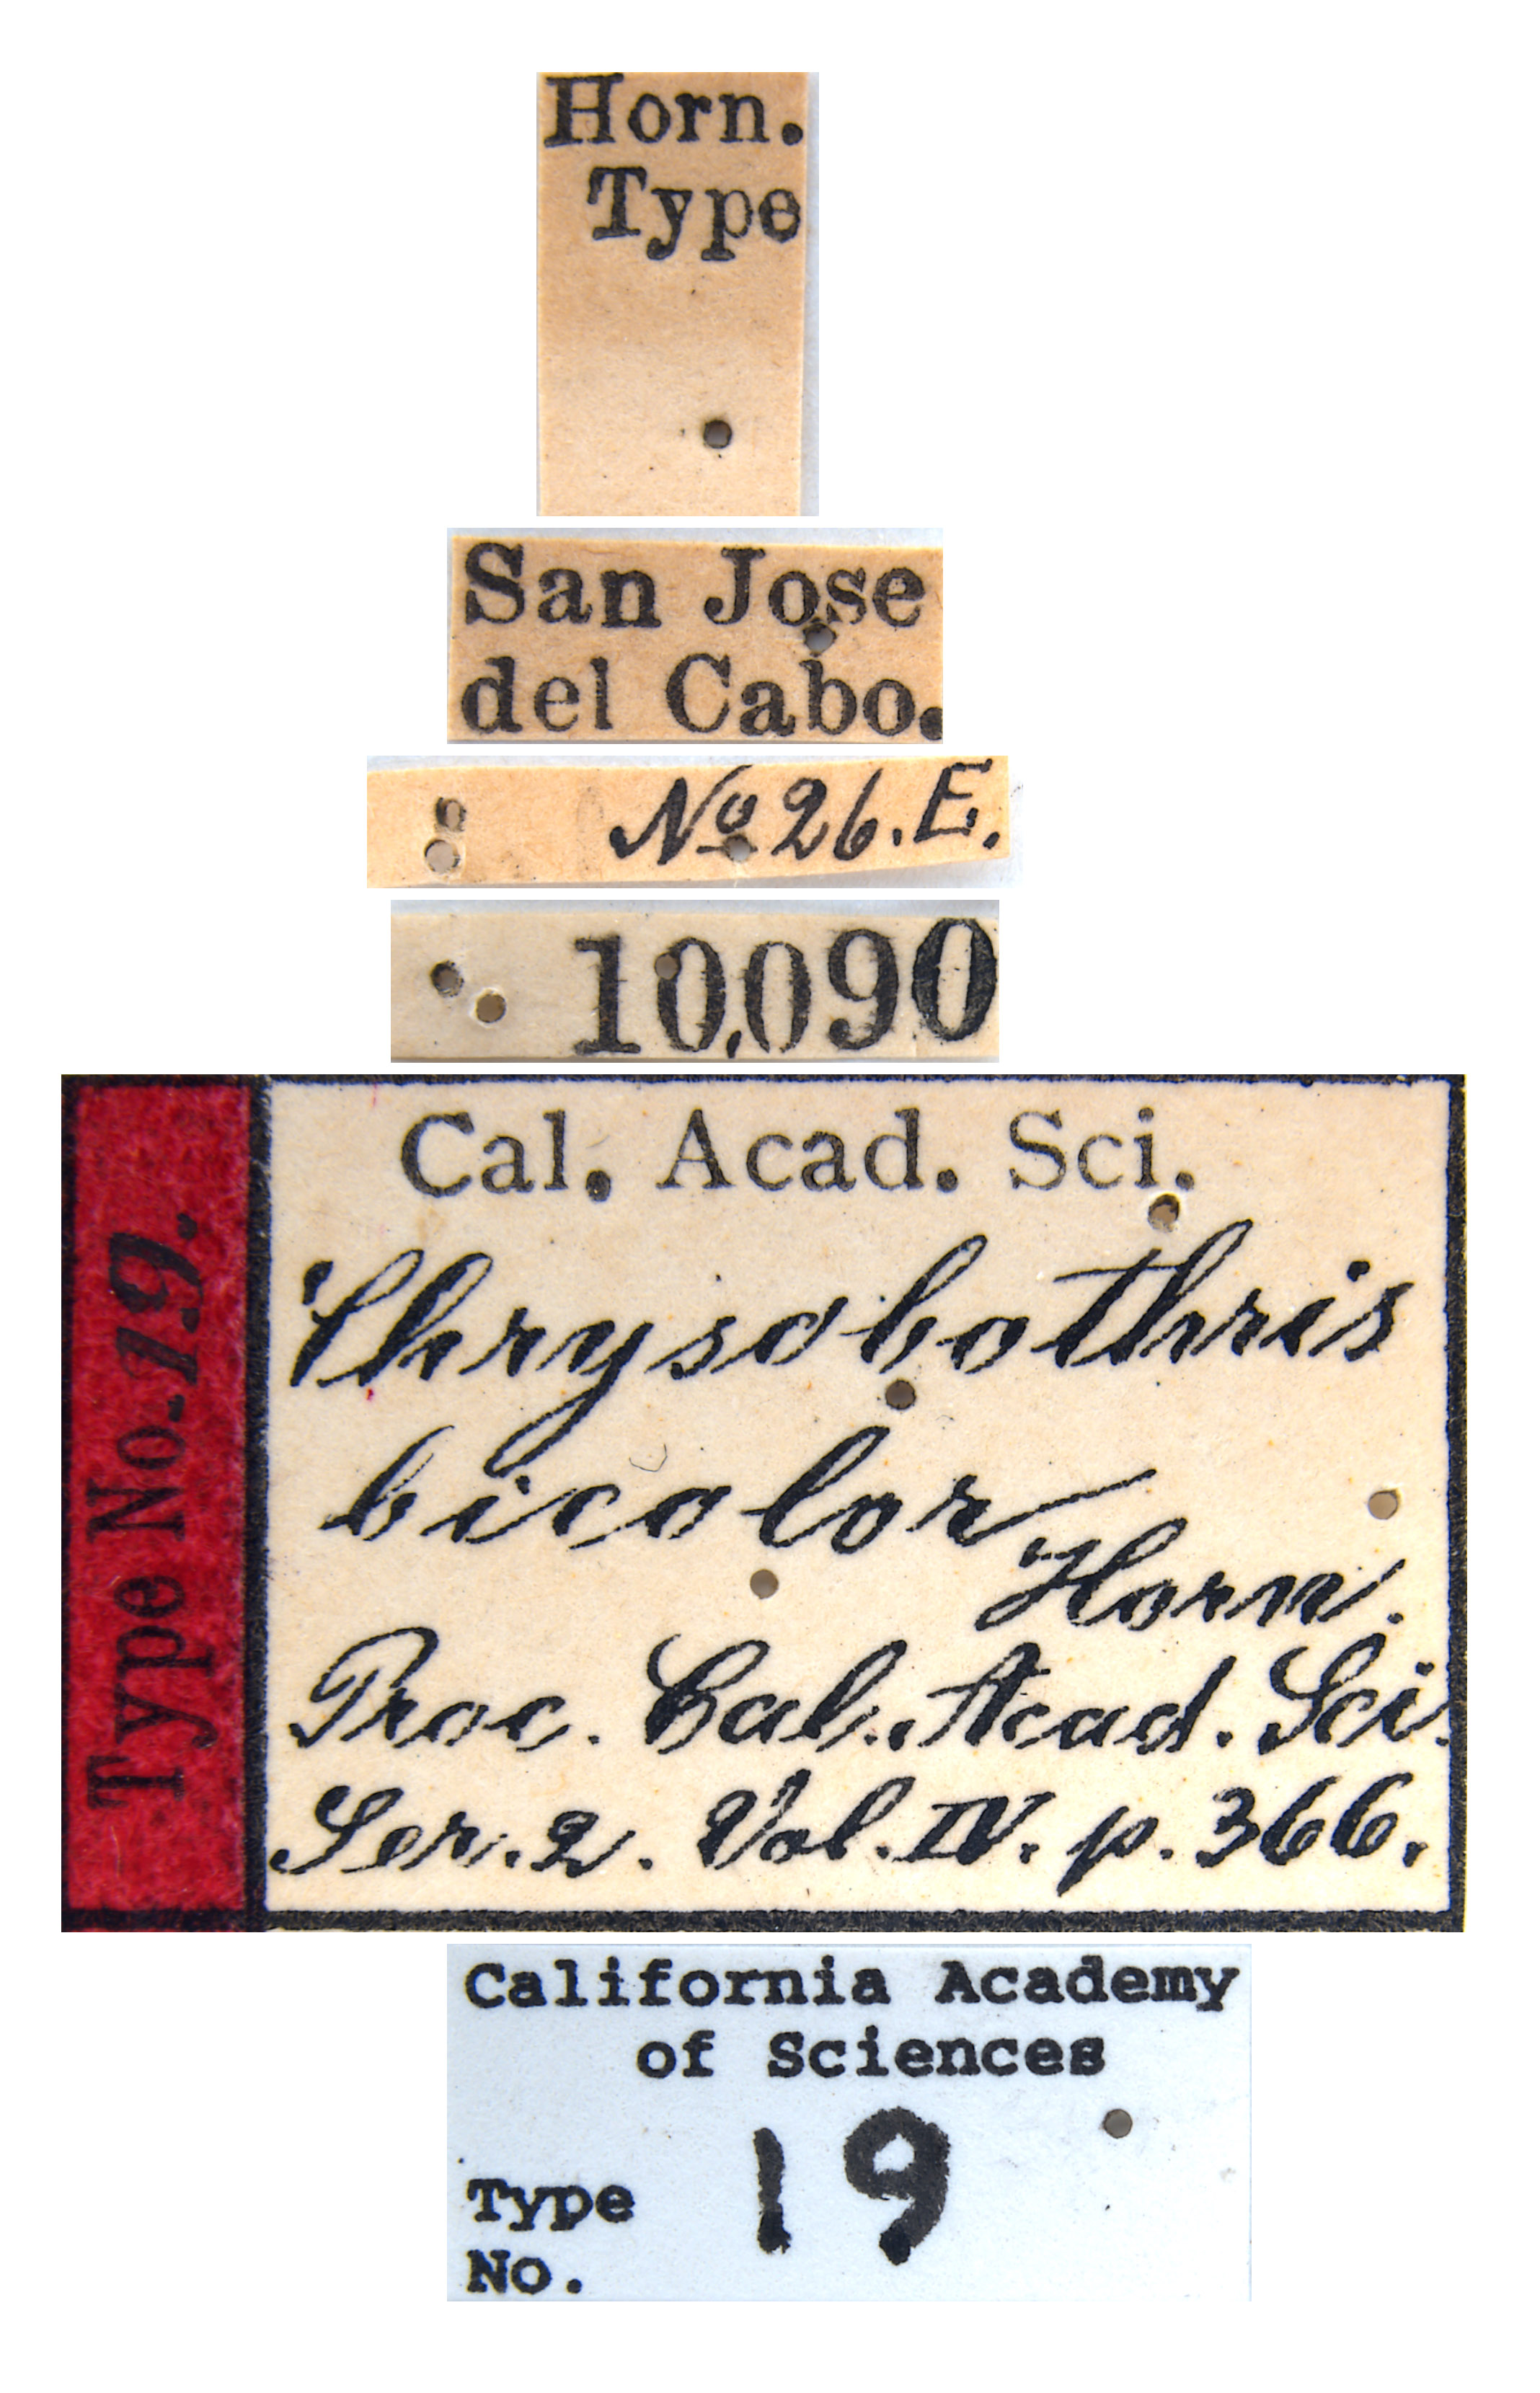 Horn.
Type
San Jose
del Cabo.
No 26. E.
10,090
Type No. 19.
Cal. Acad. Sci.
Chrysobothris
bicolor
Horn.
Proc. Cal. Acad. Sci.
Ser. 2. Vol. IV. p. 366.
California Academy
of Sciences
Type 19
No.